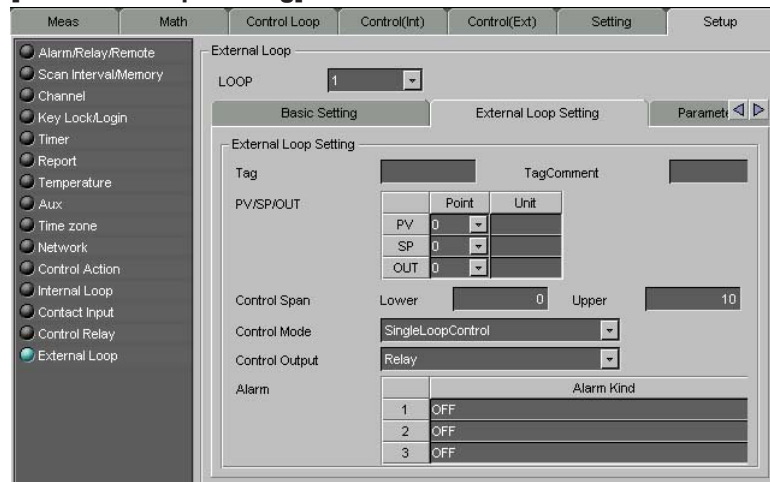 Meas Math Control Loop Control(Int) Control(Ext) Setting Setup
Alarm/Relay/Remote
Scan Interval/Memory
Channel
Key Lock/Login
Timer
Report
Temperature
Aux
Time zone
Network
Control Action
Internal Loop
Contact Input
Control Relay
External Loop
External Loop
LOOP 1
Basic Setting External Loop Setting
External Loop Setting
Tag TagComment
PV/SP/OUT Point Unit
PV 0
SP 0
OUT 0
Control Span Lower 0 Upper 10
Control Mode SingleLoopControl
Control Output Relay
Alarm Alarm Kind
1 OFF
2 OFF
3 OFF